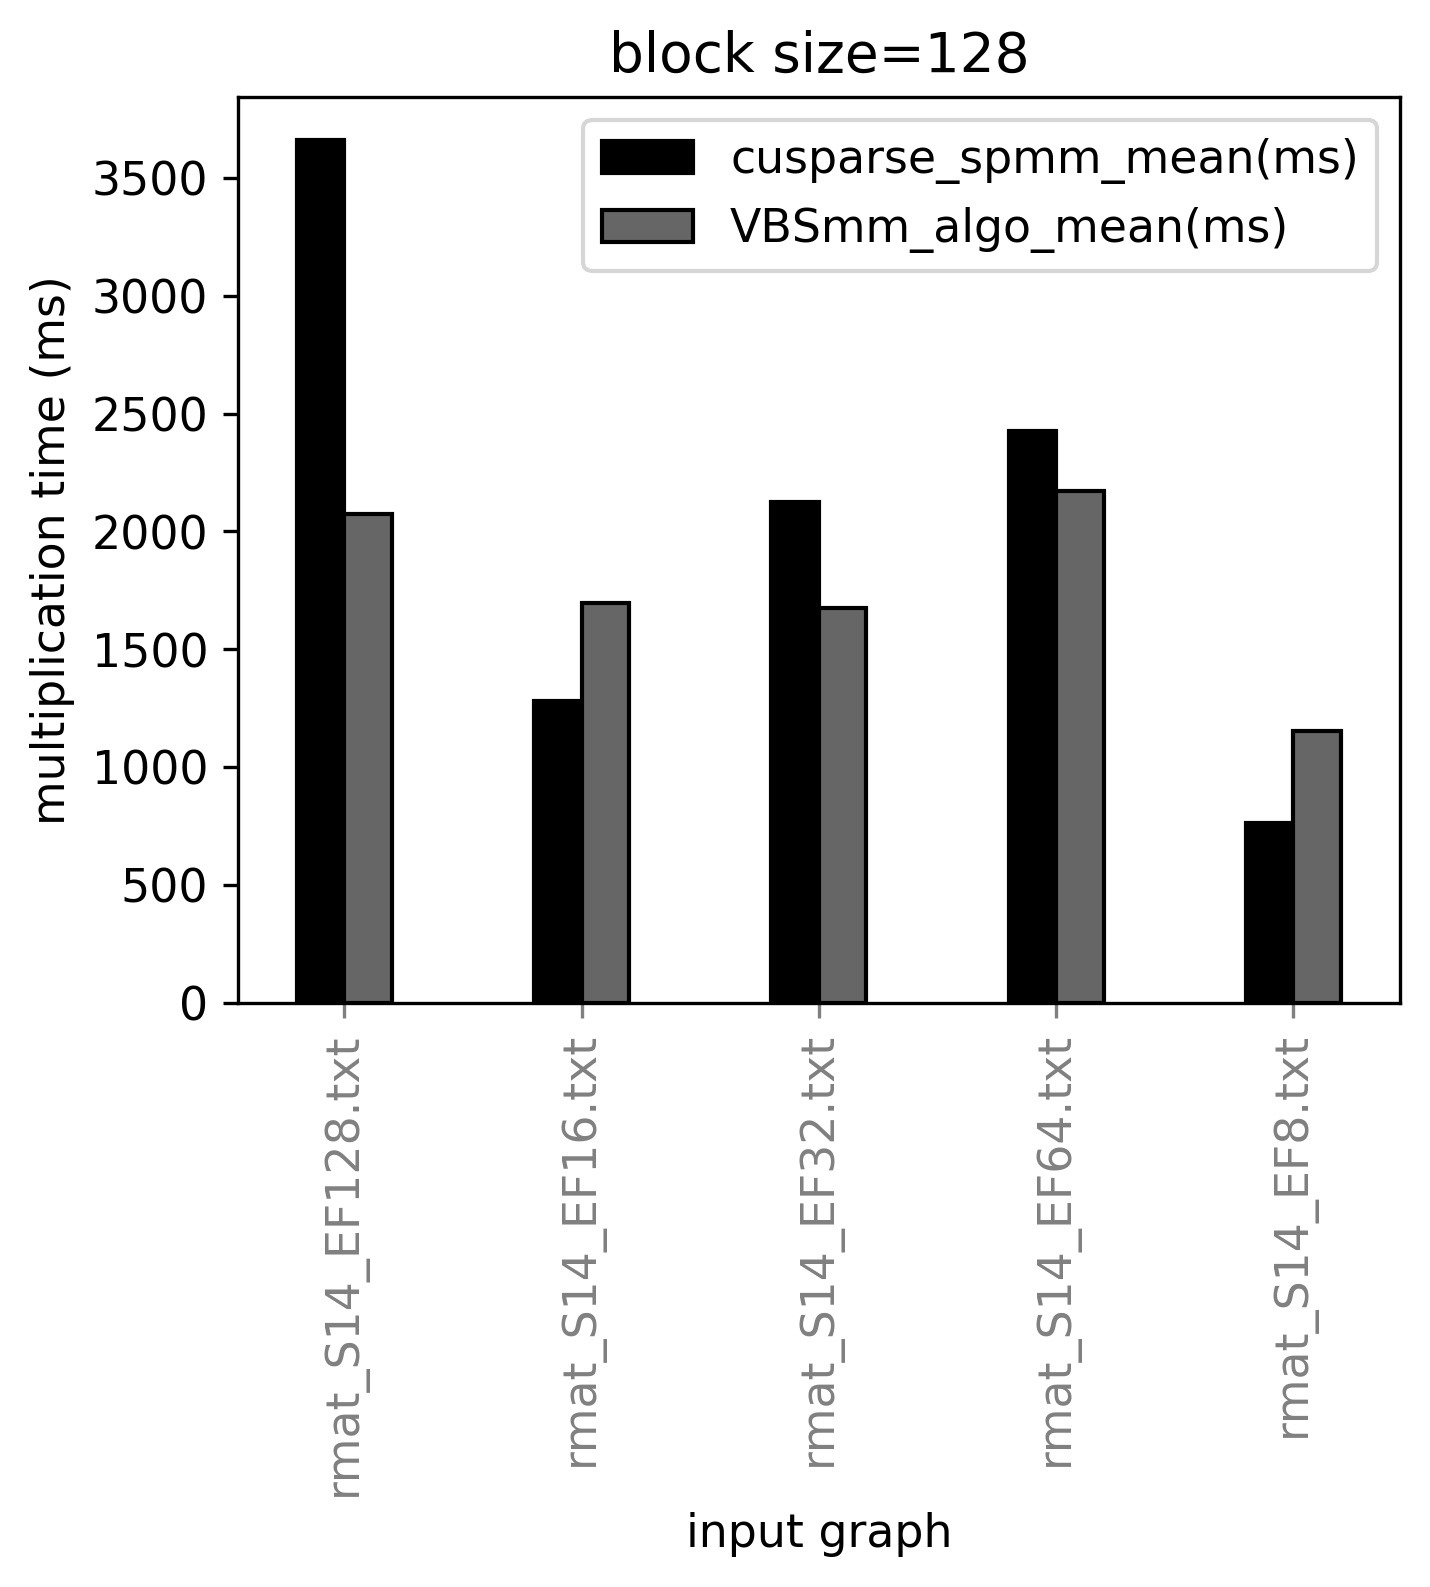 block size=128
cusparse_spmm_mean(ms)
VBSmm_algo_mean(ms)
multiplication time (ms)
3500
3000
2500
2000
1500
1000
500
0
rmat_S14_EF128.txt
rmat_S14_EF16.txt
rmat_S14_EF32.txt
rmat_S14_EF64.txt
rmat_S14_EF8.txt
input graph